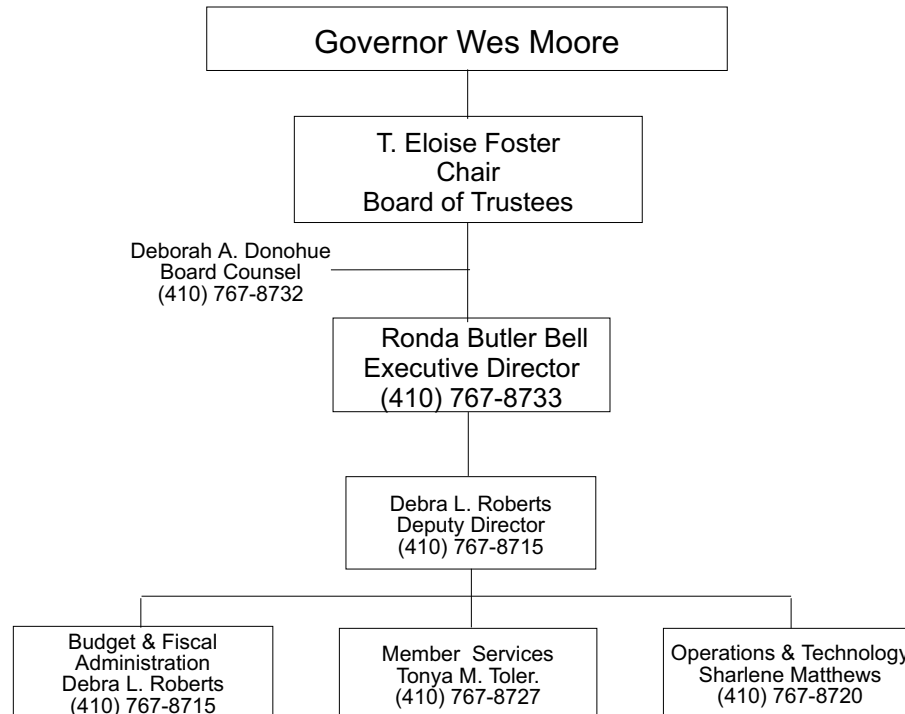 Governor Wes Moore
T. Eloise Foster
Chair
Board of Trustees
Deborah A. Donohue
Board Counsel
(410) 767-8732
Ronda Butler Bell
Executive Director
(410) 767-8733
Debra L. Roberts
Deputy Director
(410) 767-8715
Budget & Fiscal
Administration
Debra L. Roberts
(410) 767-8715
Member Services
Tonya M. Toler.
(410) 767-8727
Operations & Technology
Sharlene Matthews
(410) 767-8720